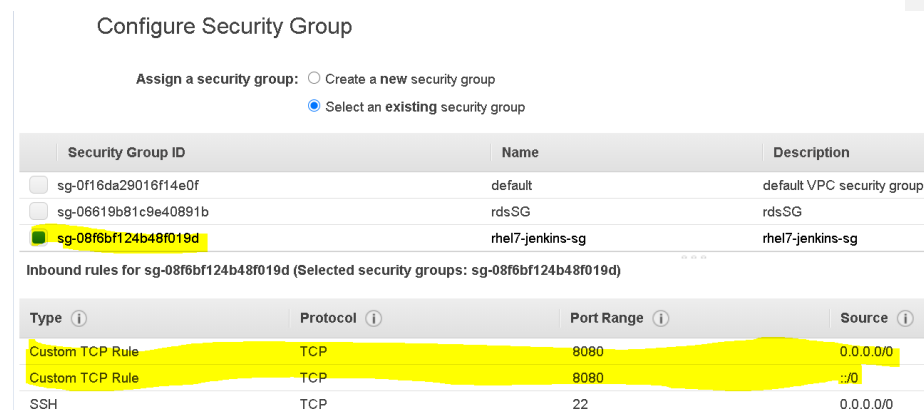 Configure Security Group
Assign a security group: Create a new security group
Select an existing security group
Security Group ID Name Description
sg-0f16da29016f14e0f default default VPC security group
sg-06619b81c9e40891b rdsSG rdsSG
sg-08f6bf124b48f019d rhel7-jenkins-sg rhel7-jenkins-sg
Inbound rules for sg-08f6bf124b48f019d (Selected security groups: sg-08f6bf124b48f019d)
Type i Protocol i Port Range i Source i
Custom TCP Rule TCP 8080 0.0.0.0/0
Custom TCP Rule TCP 8080 ::/0
SSH TCP 22 0.0.0.0/0